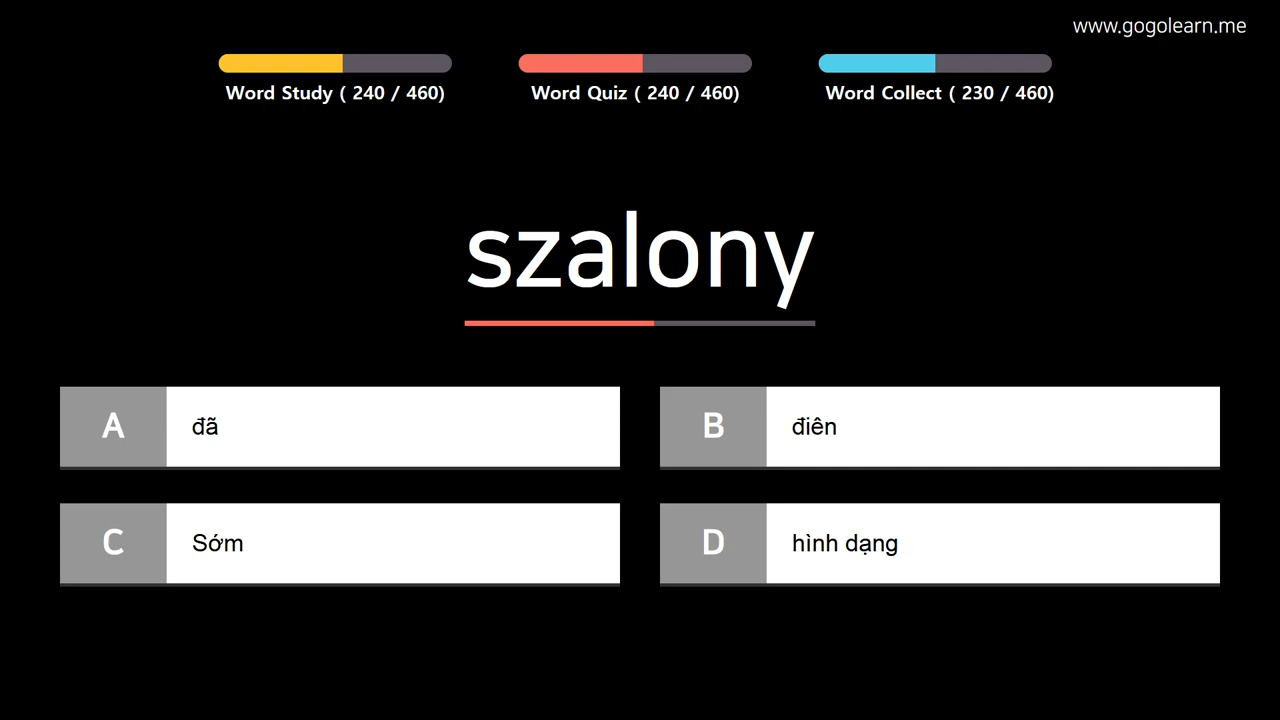 www.gogolearn.me
Word Study ( 240 / 460)
Word Quiz ( 240 / 460)
Word Collect ( 230 / 460)
szalony
A
đã
B
điên
C
Sớm
D
hình dạng